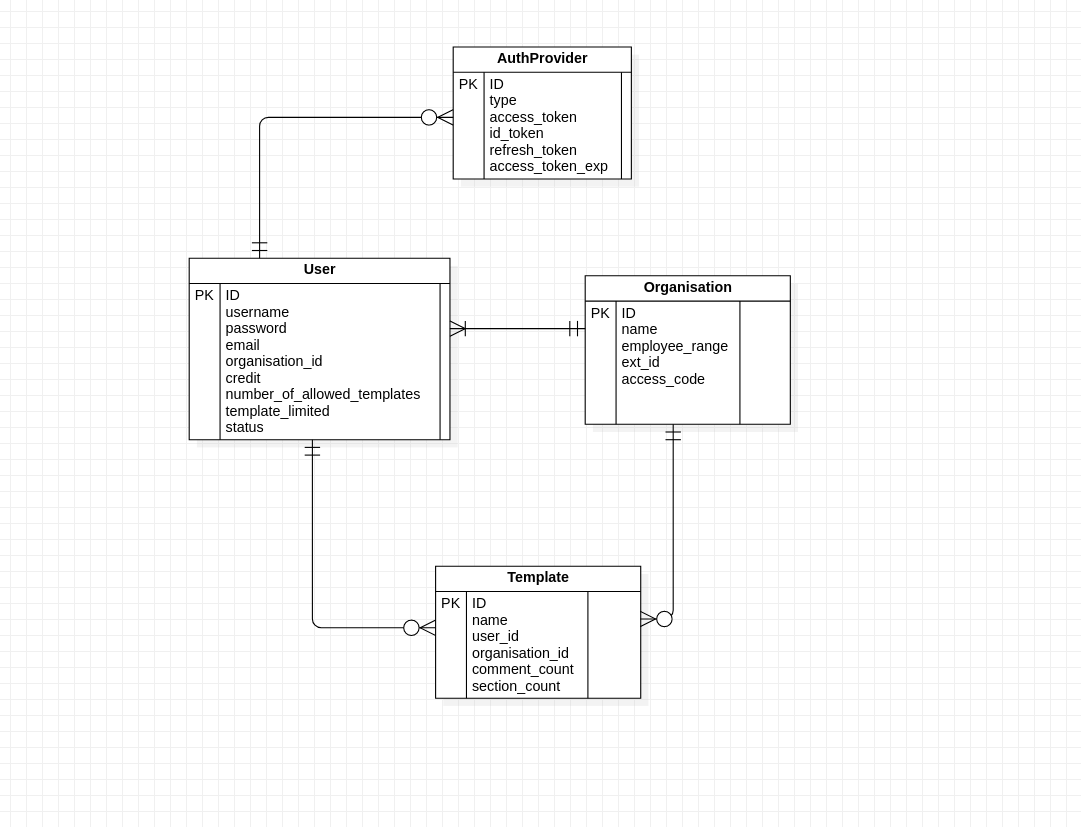 AuthProvider
PK ID
type
access_token
id_token
refresh_token
access_token_exp
User
PK ID
username
password
email
organisation_id
credit
number_of_allowed_templates
template_limited
status
Organisation
PK ID
name
employee_range
ext_id
access_code
Template
PK ID
name
user_id
organisation_id
comment_count
section_count